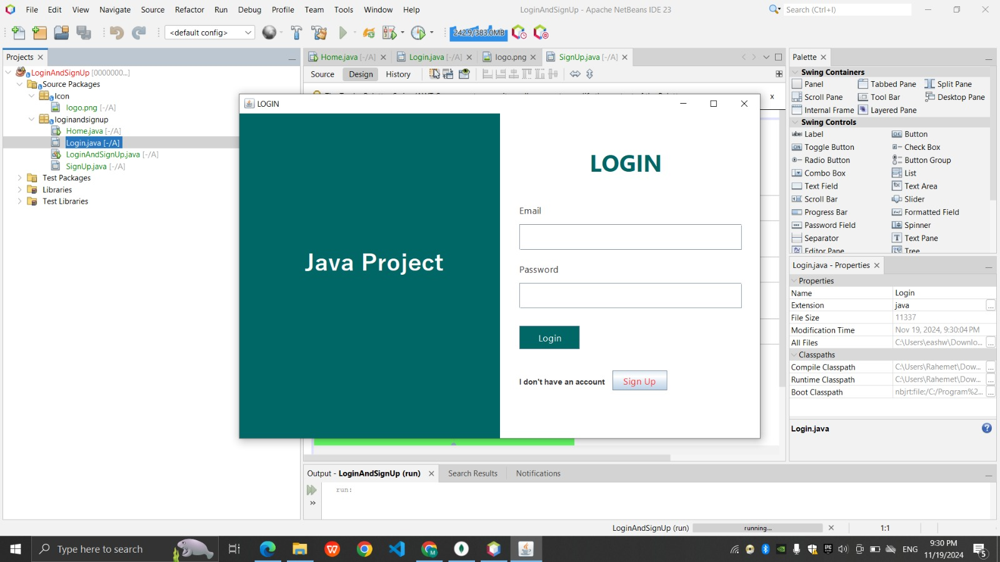 File Edit View Navigate Source Refactor Run Debug Profile Team Tools Window Help
LoginAndSignUp - Apache NetBeans IDE 23
Search (Ctrl+I)
<default config>
242.9/383.0MB
Projects
LoginAndSignUp [0000000...]
Source Packages
Icon
logo.png [-/A]
loginandsignup
Home.java [-/A]
Login.java [-/A]
LoginAndSignUp.java [-/A]
SignUp.java [-/A]
Test Packages
Libraries
Test Libraries
Home.java [-/A] Login.java [-/A] logo.png SignUp.java [-/A]
Source Design History
LOGIN
Java Project
LOGIN
Email
Password
Login
I don't have an account Sign Up
Palette
Swing Containers
Panel Tabbed Pane Split Pane
Scroll Pane Tool Bar Desktop Pane
Internal Frame Layered Pane
Swing Controls
Label Button
Toggle Button Check Box
Radio Button Button Group
Combo Box List
Text Field Text Area
Scroll Bar Slider
Progress Bar Formatted Field
Password Field Spinner
Separator Text Pane
Editor Pane Tree
Login.java - Properties
Properties
Name Login
Extension java
File Size 11337
Modification Time Nov 19, 2024, 9:30:04 PM
All Files C:\Users\eashw\Downlo...
Classpaths
Compile Classpath C:\Users\Rahemet\Dow...
Runtime Classpath C:\Users\Rahemet\Dow...
Boot Classpath nbjrt:file:/C:/Program%2...
Login.java
Output - LoginAndSignUp (run) Search Results Notifications
run:
LoginAndSignUp (run) running... 1:1
Type here to search
ENG
9:30 PM
11/19/2024
5